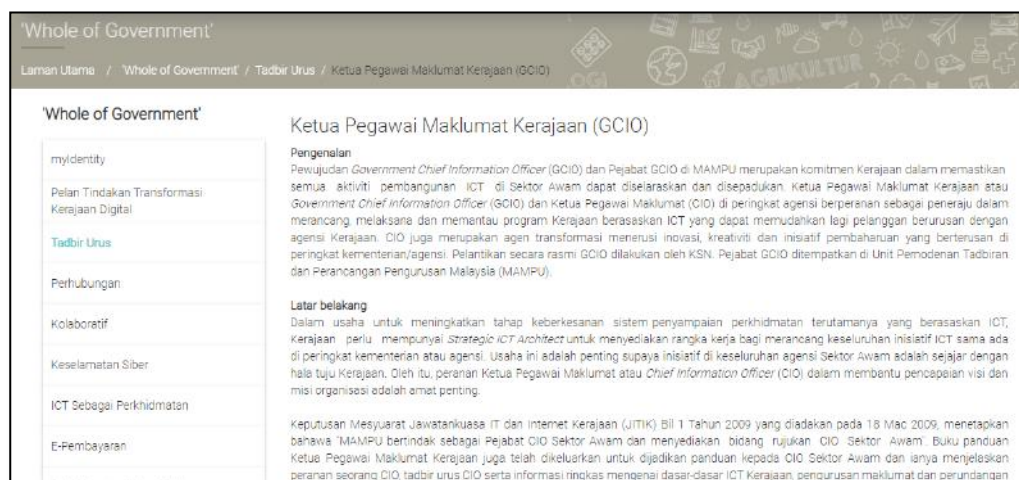 'Whole of Government'
Laman Utama / 'Whole of Government' / Tadbir Urus / Ketua Pegawai Maklumat Kerajaan (GCIO)
OGI
AGRIKULTUR
'Whole of Government'
myIdentity
Pelan Tindakan Transformasi
Kerajaan Digital
Tadbir Urus
Perhubungan
Kolaboratif
Keselamatan Siber
ICT Sebagai Perkhidmatan
E-Pembayaran
Ketua Pegawai Maklumat Kerajaan (GCIO)
Pengenalan
Pewujudan Government Chief Information Officer (GCIO) dan Pejabat GCIO di MAMPU merupakan komitmen Kerajaan dalam memastikan
semua aktiviti pembangunan ICT di Sektor Awam dapat diselaraskan dan disepadukan. Ketua Pegawai Maklumat Kerajaan atau
Government Chief Information Officer (GCIO) dan Ketua Pegawai Maklumat (CIO) di peringkat agensi berperanan sebagai peneraju dalam
merancang, melaksana dan memantau program Kerajaan berasaskan ICT yang dapat memudahkan lagi pelanggan berurusan dengan
agensi Kerajaan. CIO juga merupakan agen transformasi menerusi inovasi, kreativiti dan inisiatif pembaharuan yang berterusan di
peringkat kementerian/agensi. Pelantikan secara rasmi GCIO dilakukan oleh KSN. Pejabat GCIO ditempatkan di Unit Pemodenan Tadbiran
dan Perancangan Pengurusan Malaysia (MAMPU).
Latar belakang
Dalam usaha untuk meningkatkan tahap keberkesanan sistem penyampaian perkhidmatan terutamanya yang berasaskan ICT,
Kerajaan perlu mempunyai Strategic ICT Architect untuk menyediakan rangka kerja bagi merancang keseluruhan inisiatif ICT sama ada
di peringkat kementerian atau agensi. Usaha ini adalah penting supaya inisiatif di keseluruhan agensi Sektor Awam adalah sejajar dengan
hala tuju Kerajaan. Oleh itu, peranan Ketua Pegawai Maklumat atau Chief Information Officer (CIO) dalam membantu pencapaian visi dan
misi organisasi adalah amat penting.
Keputusan Mesyuarat Jawatankuasa IT dan Internet Kerajaan (JITIK) Bil 1 Tahun 2009 yang diadakan pada 18 Mac 2009, menetapkan
bahawa "MAMPU bertindak sebagai Pejabat CIO Sektor Awam dan menyediakan bidang rujukan CIO Sektor Awam". Buku panduan
Ketua Pegawai Maklumat Kerajaan juga telah dikeluarkan untuk dijadikan panduan kepada CIO Sektor Awam dan ianya menjelaskan
peranan seorang CIO, tadbir urus CIO serta informasi ringkas mengenai dasar-dasar ICT Kerajaan, pengurusan maklumat dan perundangan